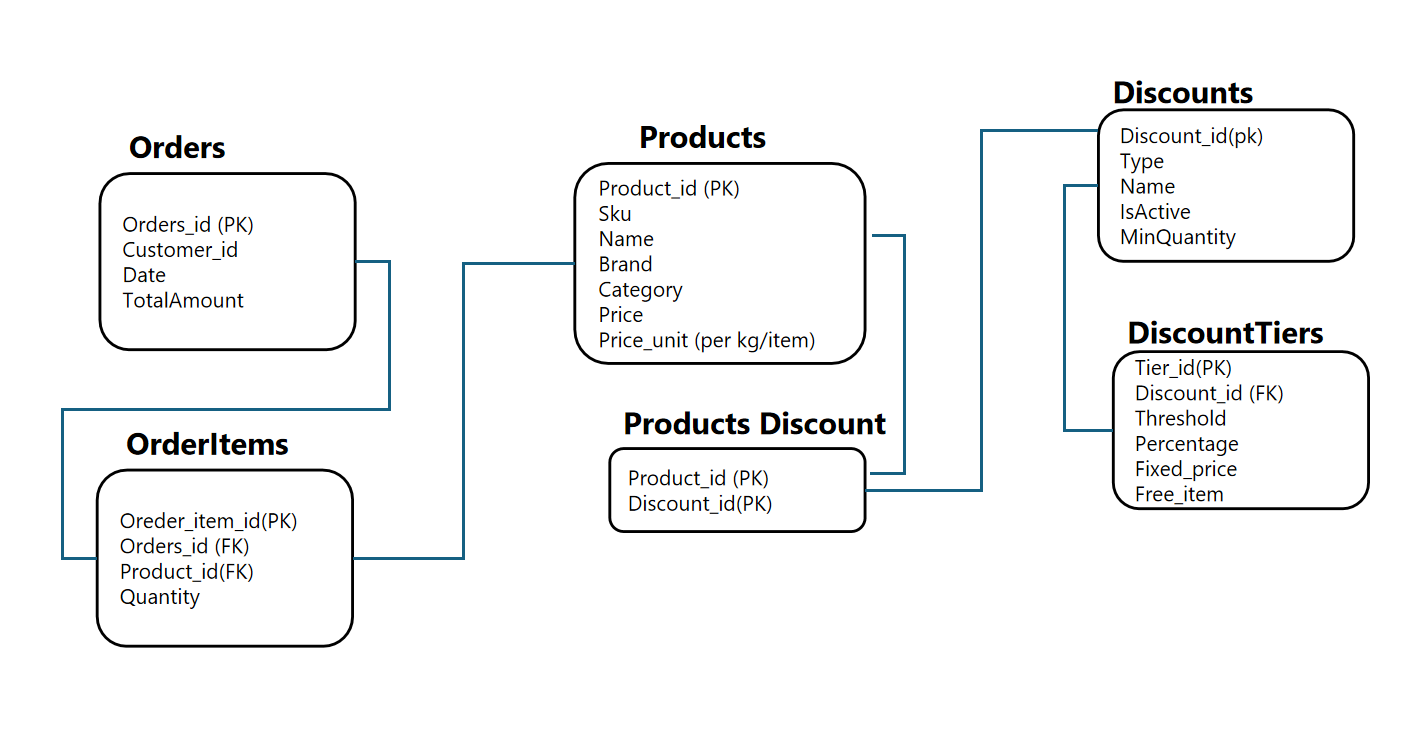 Orders
Orders_id (PK)
Customer_id
Date
TotalAmount
OrderItems
Oreder_item_id(PK)
Orders_id (FK)
Product_id(FK)
Quantity
Products
Product_id (PK)
Sku
Name
Brand
Category
Price
Price_unit (per kg/item)
Products Discount
Product_id (PK)
Discount_id(PK)
Discounts
Discount_id(pk)
Type
Name
IsActive
MinQuantity
DiscountTiers
Tier_id(PK)
Discount_id (FK)
Threshold
Percentage
Fixed_price
Free_item